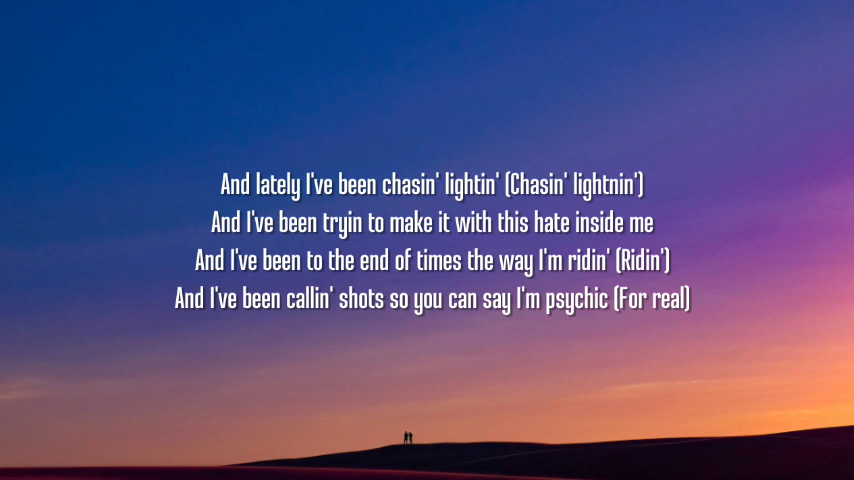 And lately I've been chasin' lightin' (Chasin' lightnin')
And I've been tryin to make it with this hate inside me
And I've been to the end of times the way I'm ridin' (Ridin')
And I've been callin' shots so you can say I'm psychic (For real)